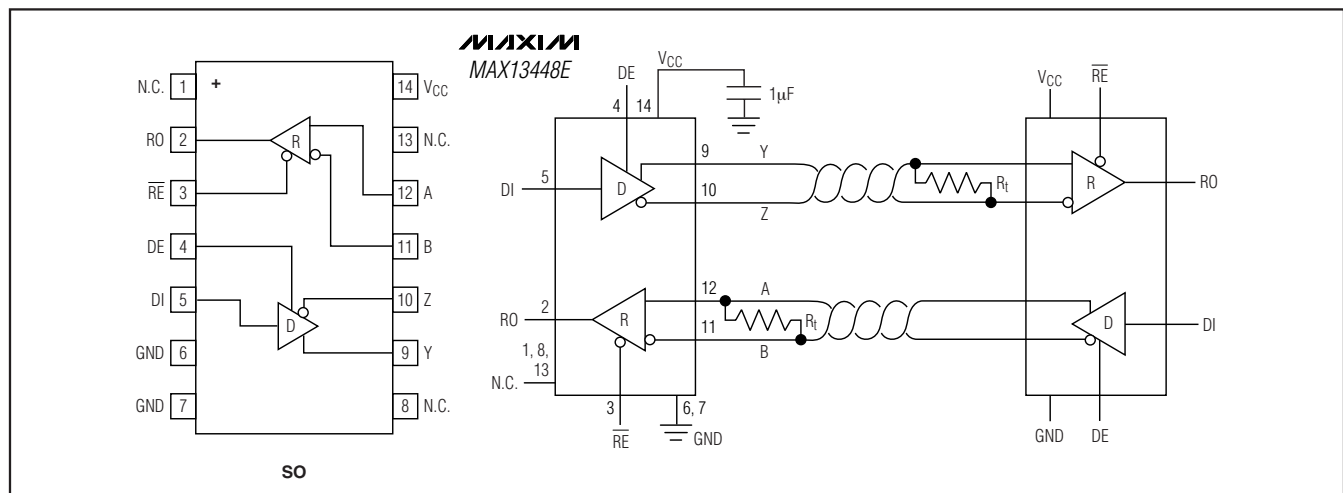 MAXIM
MAX13448E
N.C. 1
+
14 VCC
RO 2
R
13 N.C.
RE 3
12 A
DE 4
11 B
DI 5
D
10 Z
GND 6
9 Y
GND 7
8 N.C.
SO
DE
VCC
4
14
1µF
9
Y
DI
5
D
10
Z
Rt
VCC
RE
R
RO
12
A
RO
2
R
11
B
Rt
D
DI
1, 8,
13
N.C.
3
6, 7
RE
GND
GND
DE